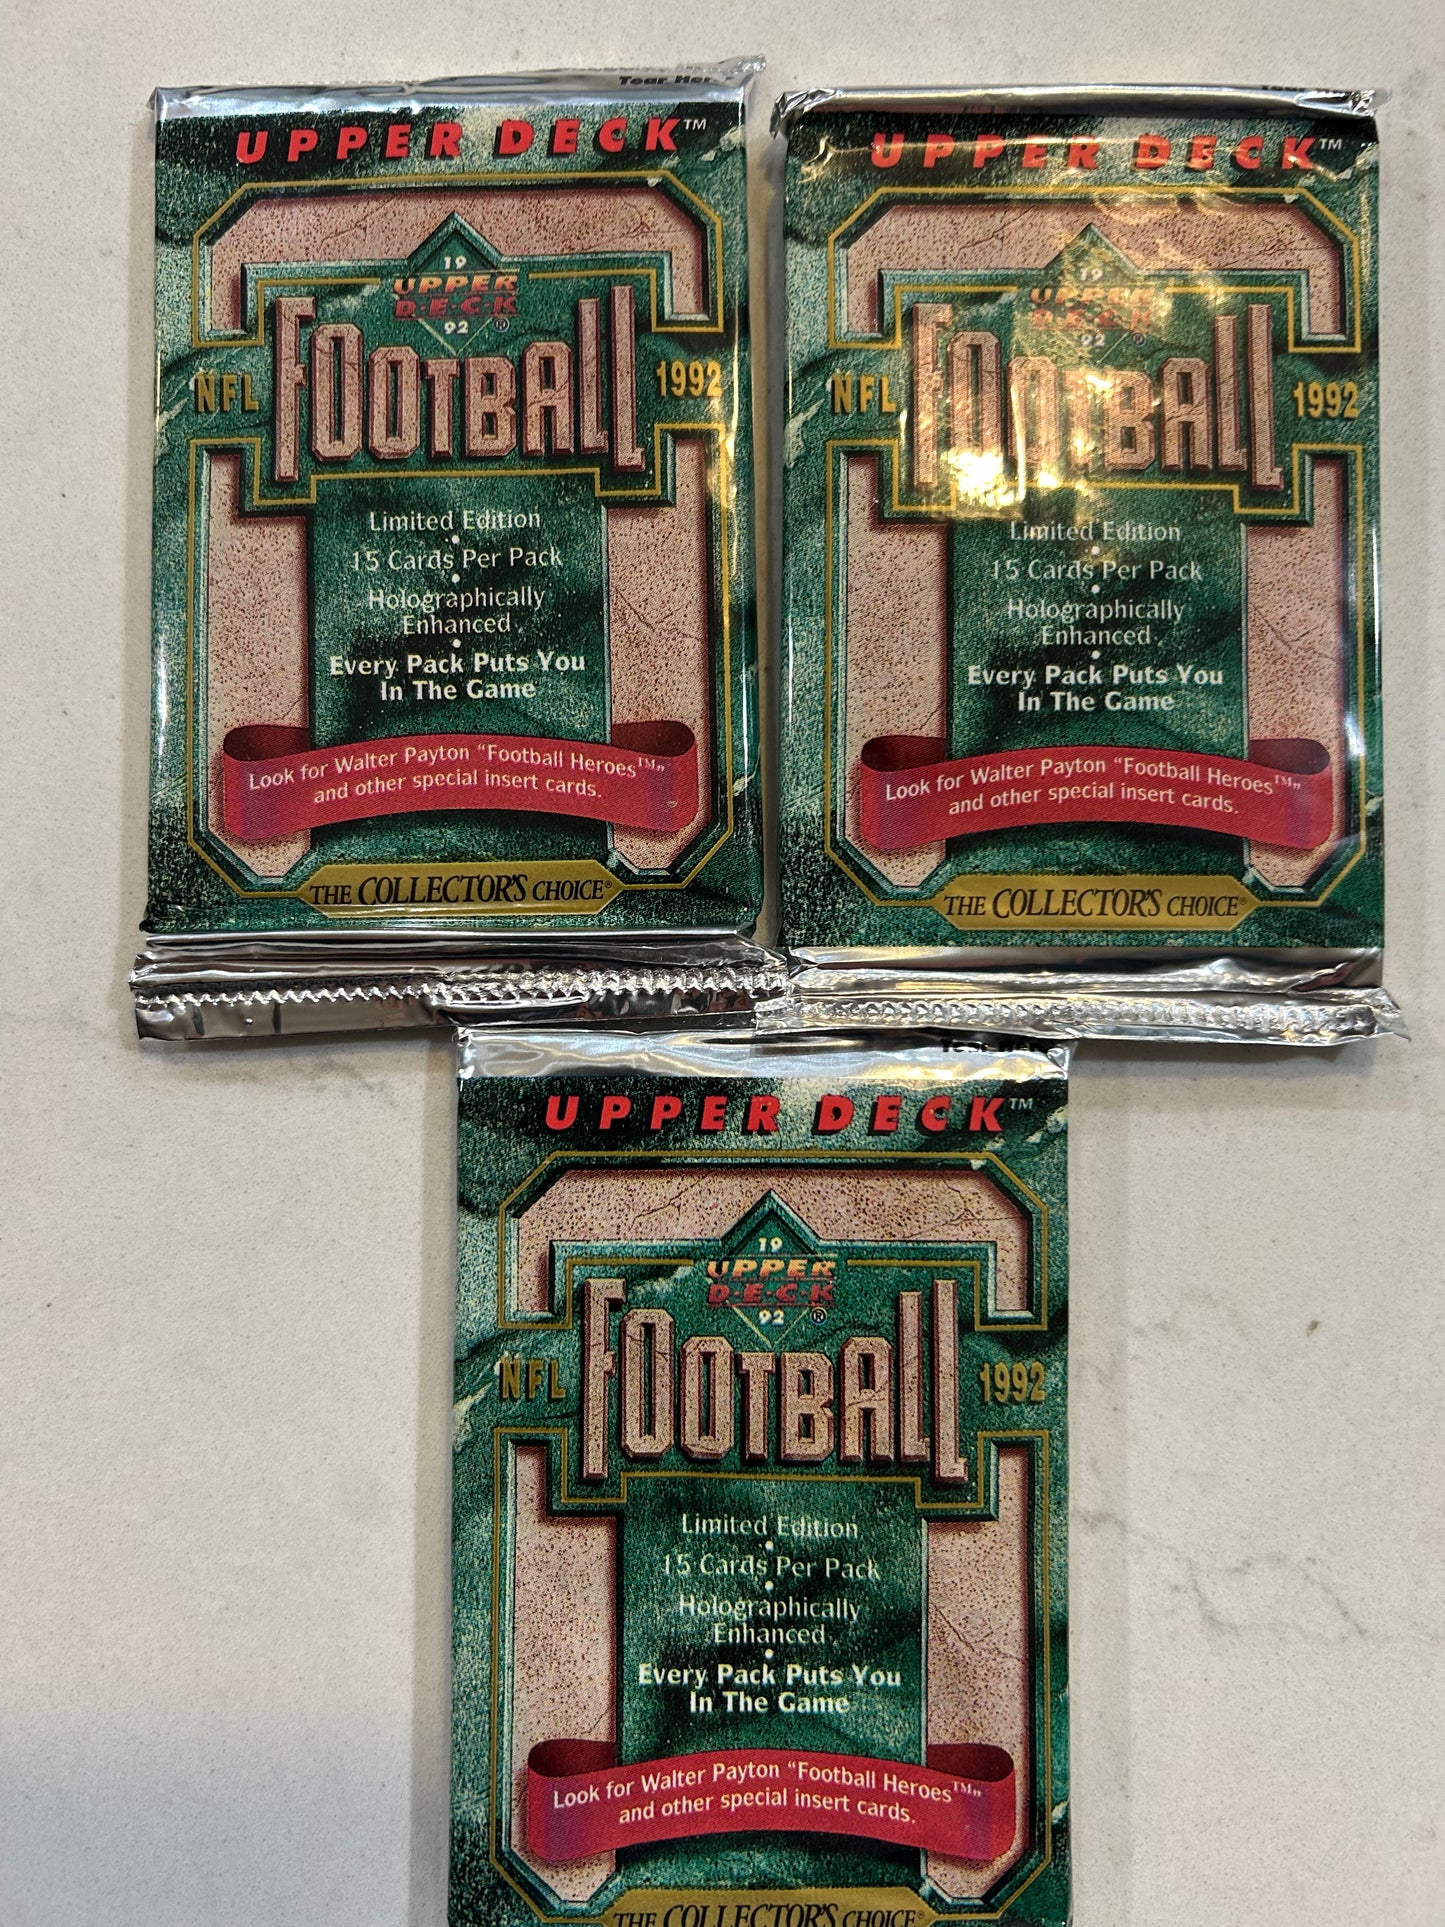 Tear Here
UPPER DECK™
19
UPPER
D·E·C·K
92 ®
NFL FOOTBALL 1992
Limited Edition
•
15 Cards Per Pack
•
Holographically
Enhanced
•
Every Pack Puts You
In The Game
Look for Walter Payton "Football Heroes™"
and other special insert cards.
THE COLLECTOR'S CHOICE®
UPPER DECK™
19
UPPER
D·E·C·K
92 ®
NFL FOOTBALL 1992
Limited Edition
•
15 Cards Per Pack
•
Holographically
Enhanced
•
Every Pack Puts You
In The Game
Look for Walter Payton "Football Heroes™"
and other special insert cards.
THE COLLECTOR'S CHOICE®
Tear Here
UPPER DECK™
19
UPPER
D·E·C·K
92 ®
NFL FOOTBALL 1992
Limited Edition
•
15 Cards Per Pack
•
Holographically
Enhanced
•
Every Pack Puts You
In The Game
Look for Walter Payton "Football Heroes™"
and other special insert cards.
THE COLLECTOR'S CHOICE®